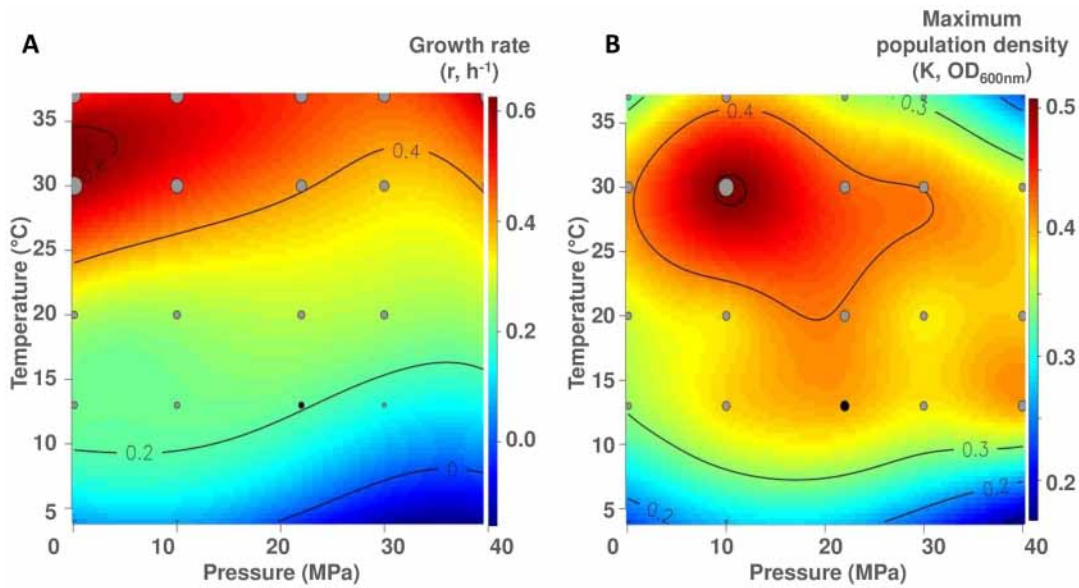 A
Growth rate
(r, h⁻¹)
0.6
0.4
0.2
0.0
35
30
25
20
15
10
5
Temperature (°C)
0.4
0.2
0
0 10 20 30 40
Pressure (MPa)
B
Maximum
population density
(K, OD600nm)
0.5
0.4
0.3
0.2
35
30
25
20
15
10
5
Temperature (°C)
0.4
0.3
0.3
0.2
0.2
0 10 20 30 40
Pressure (MPa)